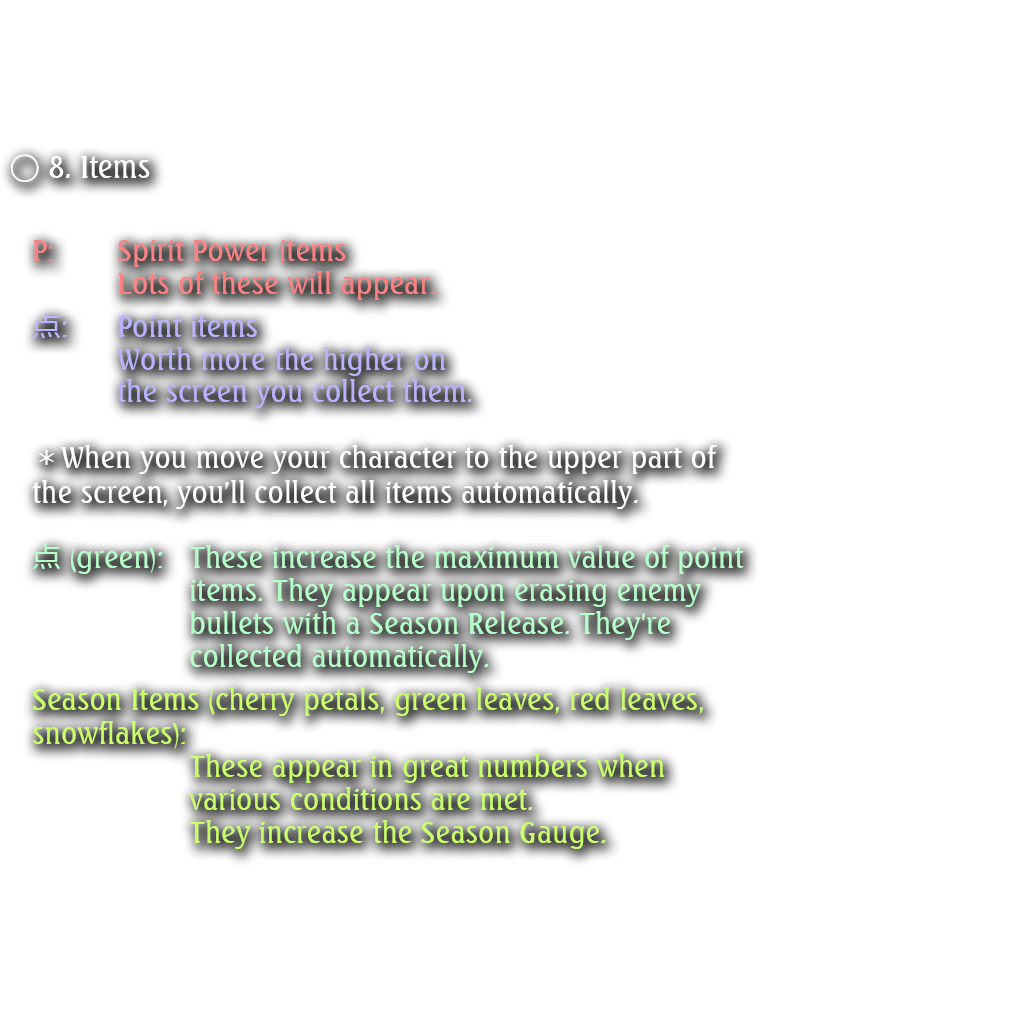 ◯ 8. Items
P: Spirit Power Items
Lots of these will appear.
点: Point items
Worth more the higher on
the screen you collect them.
＊When you move your character to the upper part of
the screen, you'll collect all items automatically.
点 (green): These increase the maximum value of point
items. They appear upon erasing enemy
bullets with a Season Release. They're
collected automatically.
Season Items (cherry petals, green leaves, red leaves,
snowflakes):
These appear in great numbers when
various conditions are met.
They increase the Season Gauge.